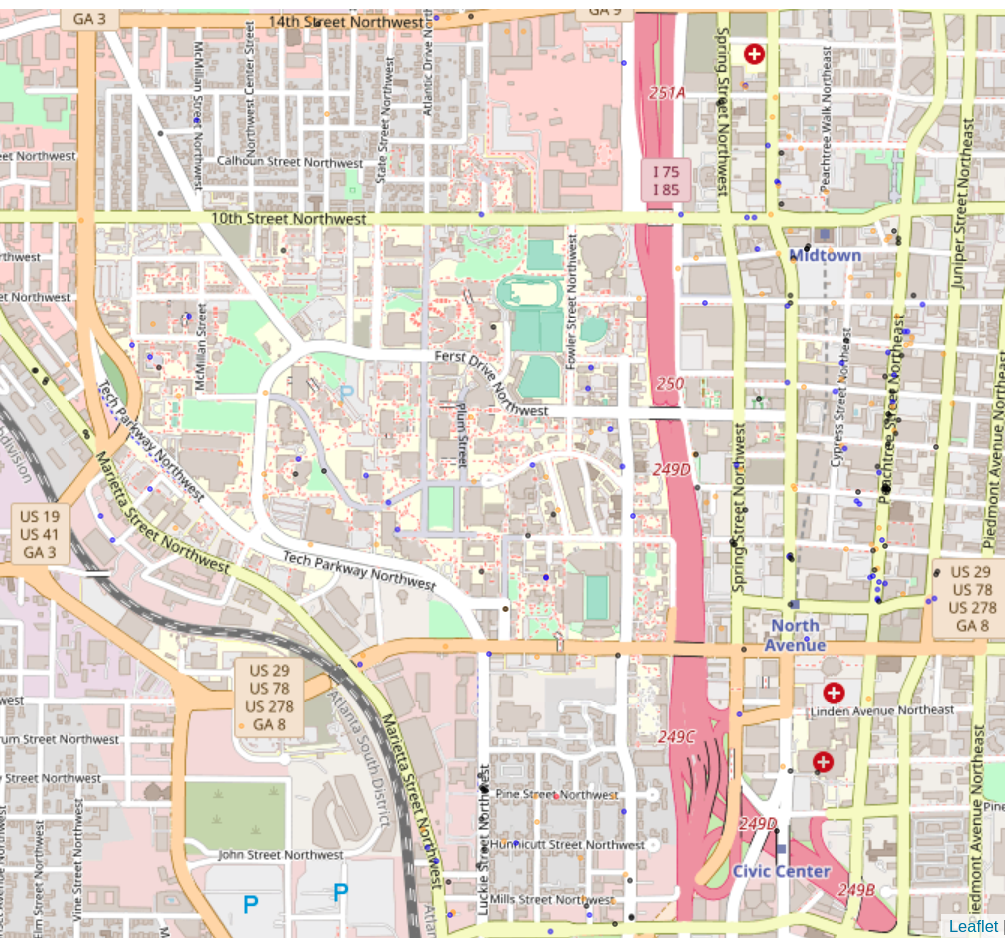 GA 3
14th Street Northwest
GA 9
McMillan Street Northwest
Northwest Center Street
State Street Northwest
Atlantic Drive N
Spring Street Northwest
Peachtree Walk Northeast
251A
eet Northwest
Calhoun Street Northwest
I 75
I 85
Juniper Street Northeast
10th Street Northwest
rthwest
Midtown
Fowler Street Northwest
et Northwest
McMillan Street
Ferst Drive Northwest
P
250
Cypress Street Northeast
Peachtree Street Northeast
Piedmont Avenue Northeast
Tech Parkway Northwest
Plum Street
249D
bdivision
Marietta Street Northwest
Spring Street Northwest
US 19
US 41
GA 3
Tech Parkway Northwest
US 29
US 78
US 278
GA 8
North
Avenue
US 29
US 78
US 278
GA 8
west
Linden Avenue Northwest
Atlanta South District
Marietta Street Northwest
249C
rum Street Northwest
y Street Northwest
Pine Street Northwest
Luckie Street Northwest
Pine
249D
Hunnicutt Street Northwest
John Street Northwest
Civic Center
Piedmont Avenue Northeast
249B
Vine Street Northwest
Elm Street Northwest
nset Avenue Northwest
P
P
Mills Street Northwest
Atlan
M
Leaflet